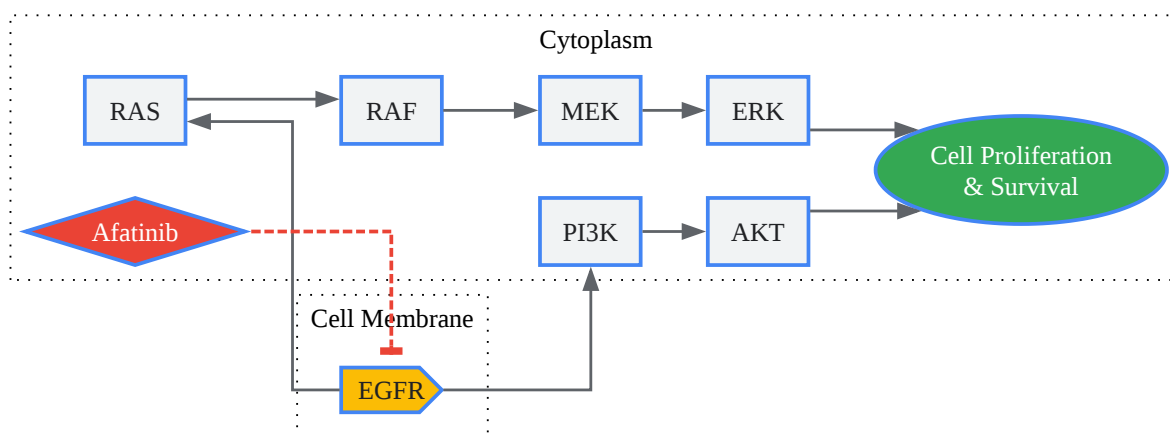 Cytoplasm
RAS
RAF
MEK
ERK
Cell Proliferation
& Survival
Afatinib
PI3K
AKT
Cell Membrane
EGFR